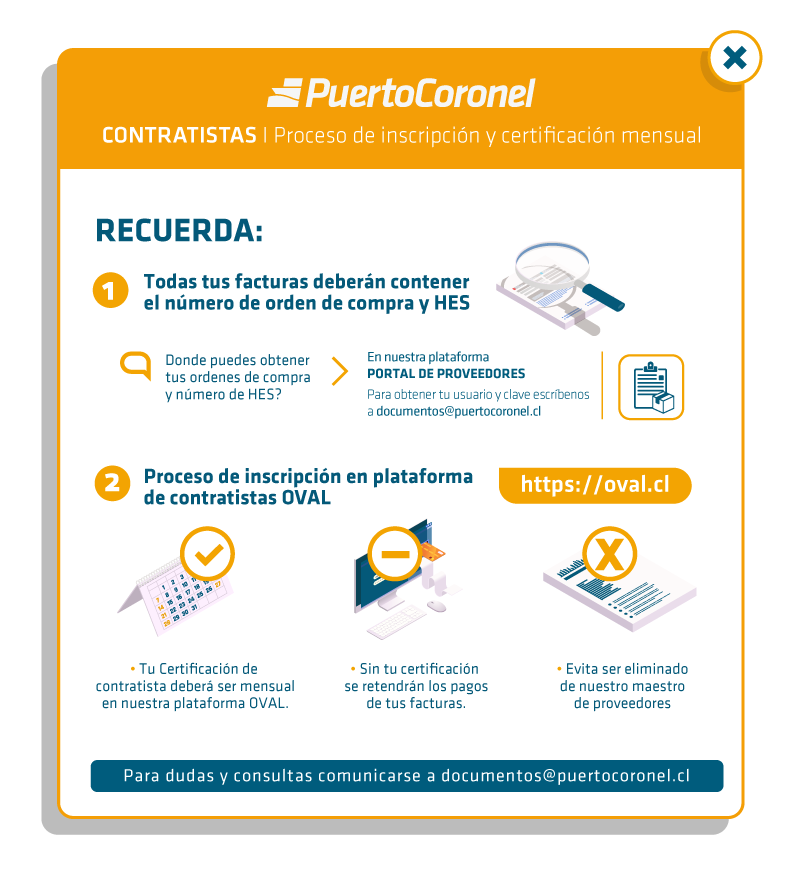 PuertoCoronel
CONTRATISTAS | Proceso de inscripción y certificación mensual
RECUERDA:
1 Todas tus facturas deberán contener
el número de orden de compra y HES
Donde puedes obtener
tus ordenes de compra
y número de HES?
En nuestra plataforma
PORTAL DE PROVEEDORES
Para obtener tu usuario y clave escríbenos
a documentos@puertocoronel.cl
2 Proceso de inscripción en plataforma
de contratistas OVAL
https://oval.cl
• Tu Certificación de
contratista deberá ser mensual
en nuestra plataforma OVAL.
• Sin tu certificación
se retendrán los pagos
de tus facturas.
• Evita ser eliminado
de nuestro maestro
de proveedores
Para dudas y consultas comunicarse a documentos@puertocoronel.cl